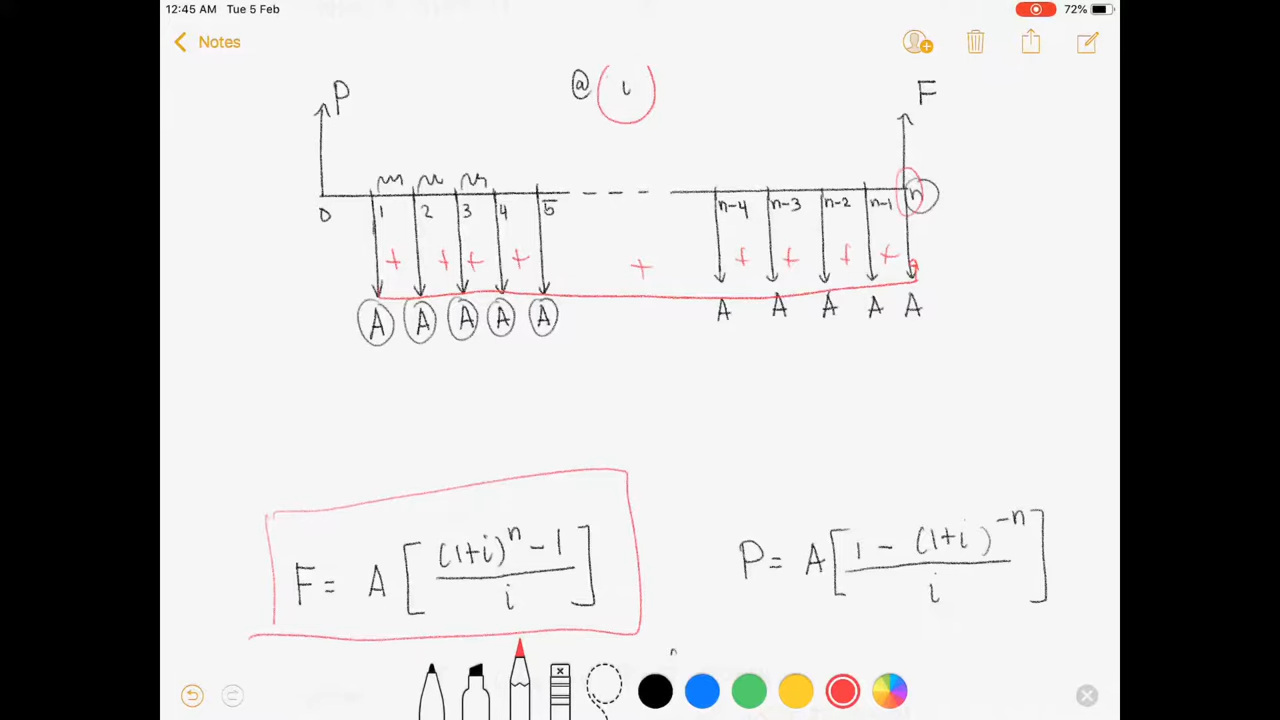 12:45 AM Tue 5 Feb 72%
Notes
P @ i F
0 1 2 3 4 5 n-4 n-3 n-2 n-1 n
+ + + + + + + + +
A A A A A A A A A A
F = A [ (1+i)^n - 1 / i ] P = A [ 1 - (1+i)^-n / i ]